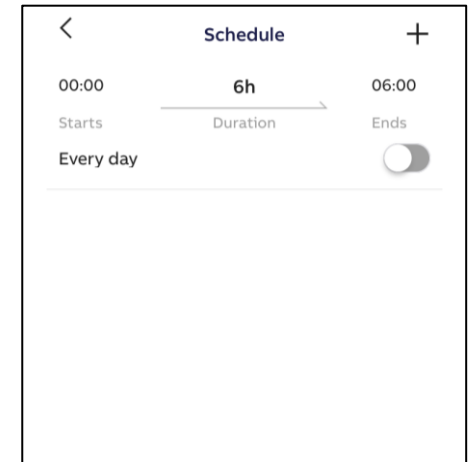 Schedule
00:00 6h 06:00
Starts Duration Ends
Every day